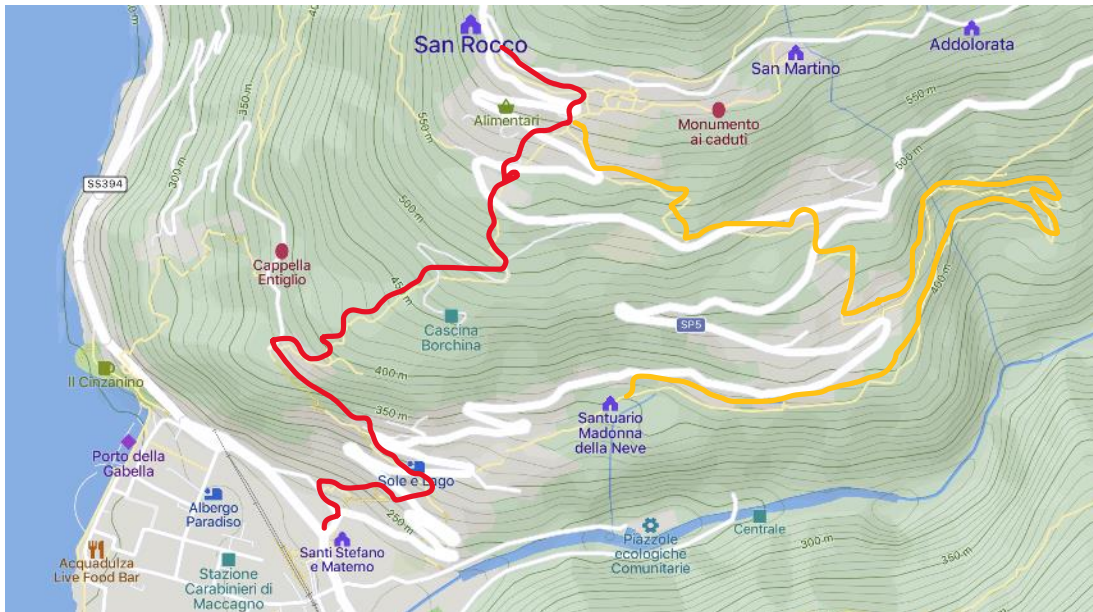 San Rocco
Addolorata
San Martino
550 m
350 m
Alimentari
Monumento
ai caduti
550 m
300 m
500 m
SS394
500 m
Cappella
Entiglio
450 m
400 m
SP5
Cascina
Borchina
Il Cinzanino
400 m
350 m
Santuario
Madonna
della Neve
Porto della
Gabella
Sole e Lago
Albergo
Paradiso
250 m
Piazzole
ecologiche
Comunitarie
Centrale
300 m
Santi Stefano
e Materno
350 m
Acquadulza
Live Food Bar
Stazione
Carabinieri di
Maccagno